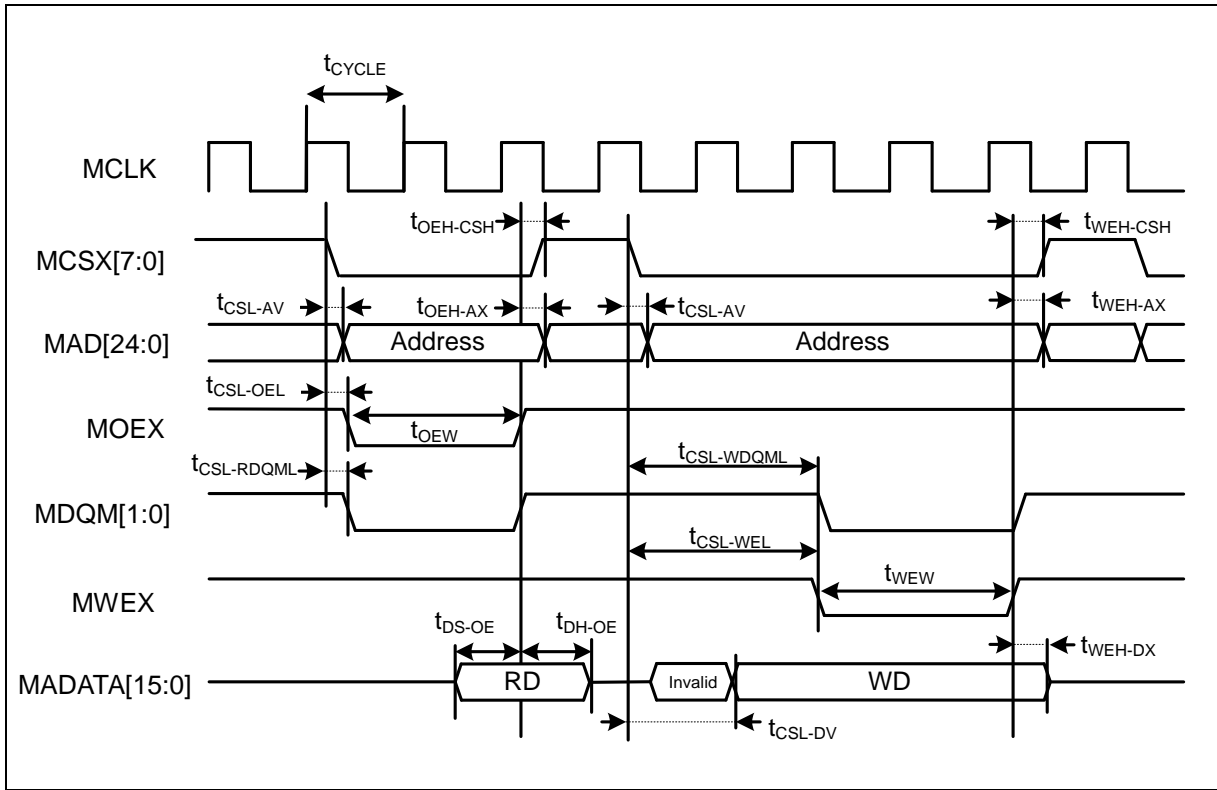 tCYCLE
MCLK
tOEH-CSH
tWEH-CSH
MCSX[7:0]
tCSL-AV
tOEH-AX
tCSL-AV
tWEH-AX
MAD[24:0]
Address
Address
tCSL-OEL
MOEX
tOEW
tCSL-WDQML
tCSL-RDQML
MDQM[1:0]
tCSL-WEL
tWEW
MWEX
tDS-OE
tDH-OE
tWEH-DX
MADATA[15:0]
RD
Invalid
WD
tCSL-DV